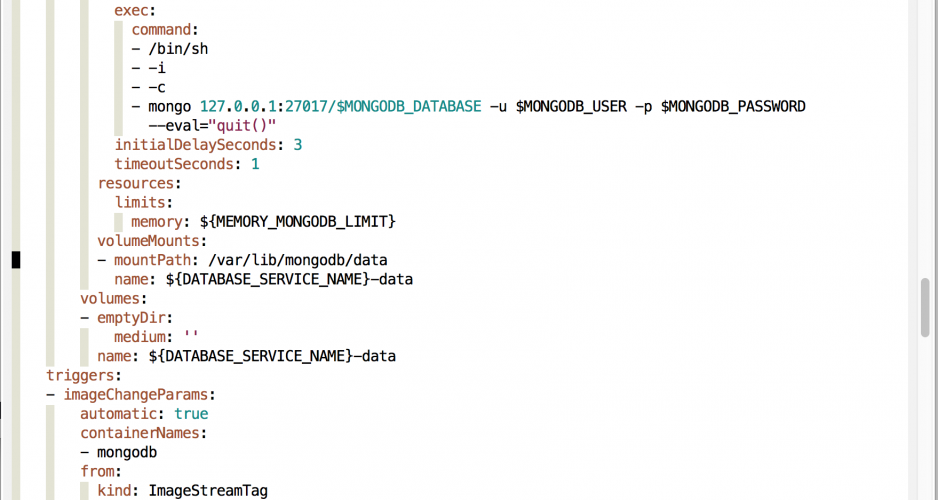 exec:
command:
- /bin/sh
- -i
- -c
- mongo 127.0.0.1:27017/$MONGODB_DATABASE -u $MONGODB_USER -p $MONGODB_PASSWORD
--eval="quit()"
initialDelaySeconds: 3
timeoutSeconds: 1
resources:
limits:
memory: ${MEMORY_MONGODB_LIMIT}
volumeMounts:
- mountPath: /var/lib/mongodb/data
name: ${DATABASE_SERVICE_NAME}-data
volumes:
- emptyDir:
medium: ''
name: ${DATABASE_SERVICE_NAME}-data
triggers:
- imageChangeParams:
automatic: true
containerNames:
- mongodb
from:
kind: ImageStreamTag